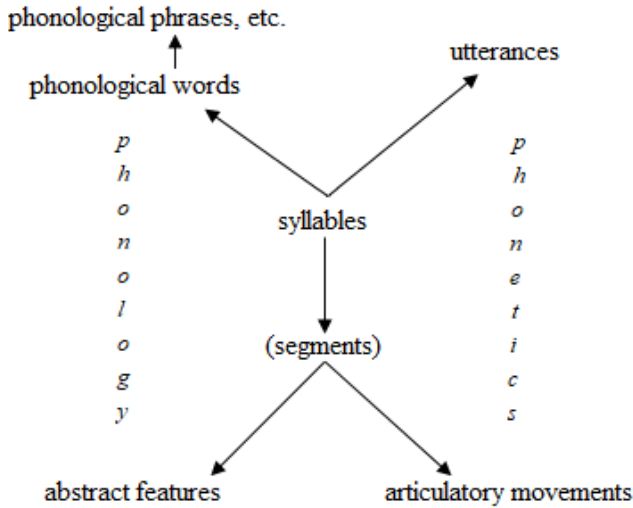 phonological phrases, etc.
utterances
phonological words
phonology
phonetics
syllables
(segments)
abstract features
articulatory movements